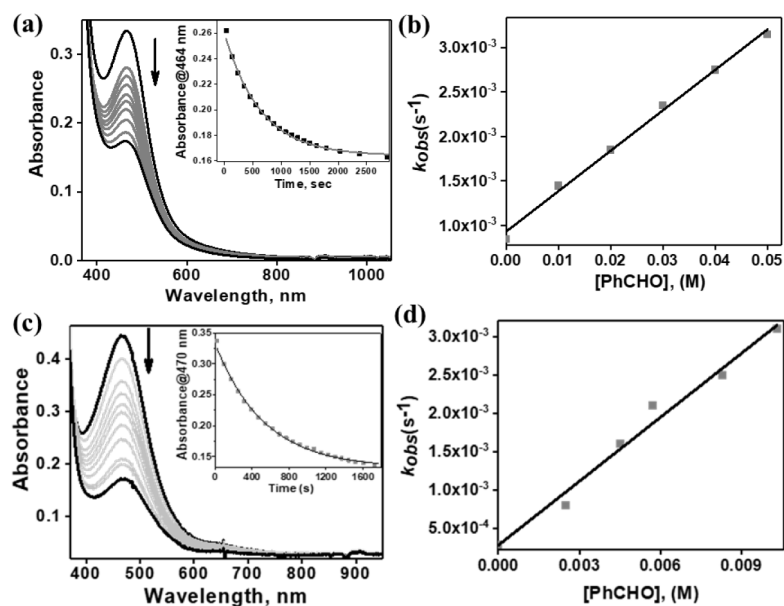 (a)
0.3
0.2
0.1
0.0
Absorbance
400 600 800 1000
Wavelength, nm
0.26
0.24
0.22
0.20
0.18
0.16
Absorbance@464 nm
0 500 1000 1500 2000 2500
Time, sec
(b)
3.0x10⁻³
2.5x10⁻³
2.0x10⁻³
1.5x10⁻³
1.0x10⁻³
kobs(s⁻¹)
0.00 0.01 0.02 0.03 0.04 0.05
[PhCHO], (M)
(c)
0.4
0.3
0.2
0.1
Absorbance
400 500 600 700 800 900
Wavelength, nm
0.35
0.30
0.25
0.20
0.15
Absorbance@470 nm
0 400 800 1200 1600
Time (s)
(d)
3.0x10⁻³
2.5x10⁻³
2.0x10⁻³
1.5x10⁻³
1.0x10⁻³
5.0x10⁻⁴
kobs(s⁻¹)
0.000 0.003 0.006 0.009
[PhCHO], (M)